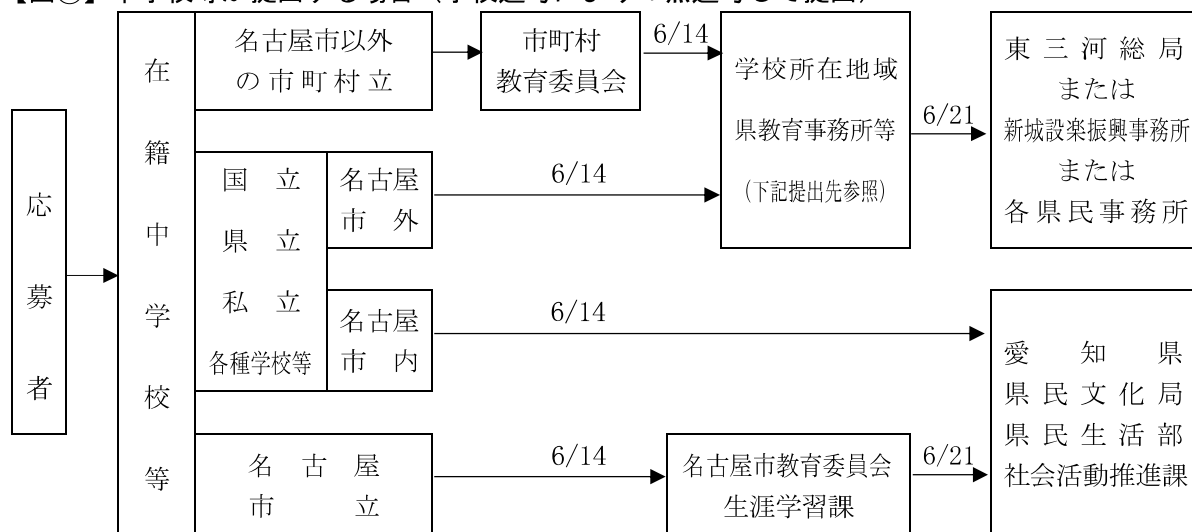 応募者
在籍中学校等
名古屋市以外
の市町村立
市町村
教育委員会
6/14
学校所在地域
県教育事務所等
(下記提出先参照)
6/21
東三河総局
または
新城設楽振興事務所
または
各県民事務所
国立
県立
私立
各種学校等
名古屋
市外
6/14
名古屋
市内
6/14
愛知県
県民文化局
県民生活部
社会活動推進課
名古屋
市立
6/14
名古屋市教育委員会
生涯学習課
6/21